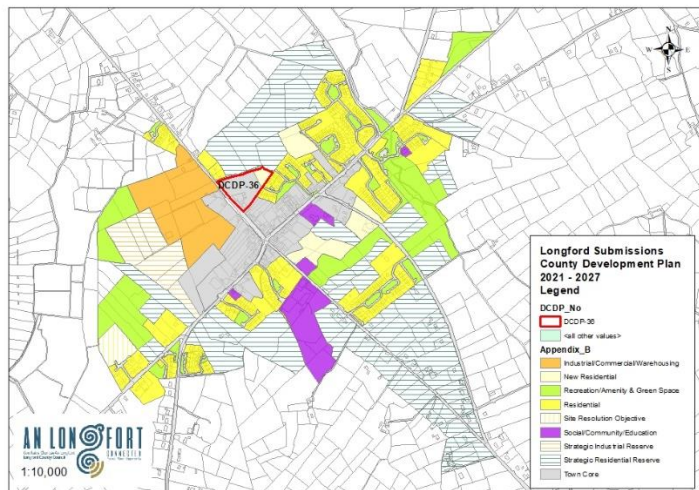 N
W E
S
DCDP-36
Longford Submissions
County Development Plan
2021 - 2027
Legend
DCDP_No
DCDP-36
<all other values>
Appendix_B
Industrial/Commercial/Warehousing
New Residential
Recreation/Amenity & Green Space
Residential
Site Resolution Objective
Social/Community/Education
Strategic Industrial Reserve
Strategic Residential Reserve
Town Core
AN LONGFORT
CONNECTED
1:10,000